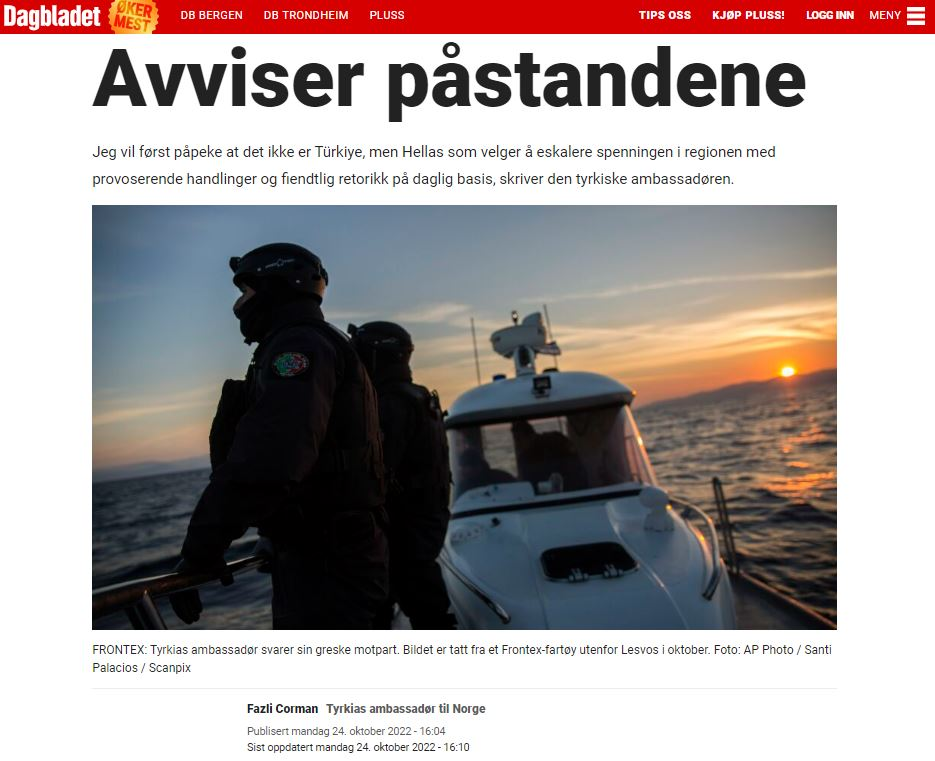 Dagbladet
ØKER
MEST
DB BERGEN DB TRONDHEIM PLUSS TIPS OSS KJØP PLUSS! LOGG INN MENY
Avviser påstandene
Jeg vil først påpeke at det ikke er Türkiye, men Hellas som velger å eskalere spenningen i regionen med
provoserende handlinger og fiendtlig retorikk på daglig basis, skriver den tyrkiske ambassadøren.
FRONTEX: Tyrkias ambassadør svarer sin greske motpart. Bildet er tatt fra et Frontex-fartøy utenfor Lesvos i oktober. Foto: AP Photo / Santi
Palacios / Scanpix
Fazli Corman Tyrkias ambassadør til Norge
Publisert mandag 24. oktober 2022 - 16:04
Sist oppdatert mandag 24. oktober 2022 - 16:10